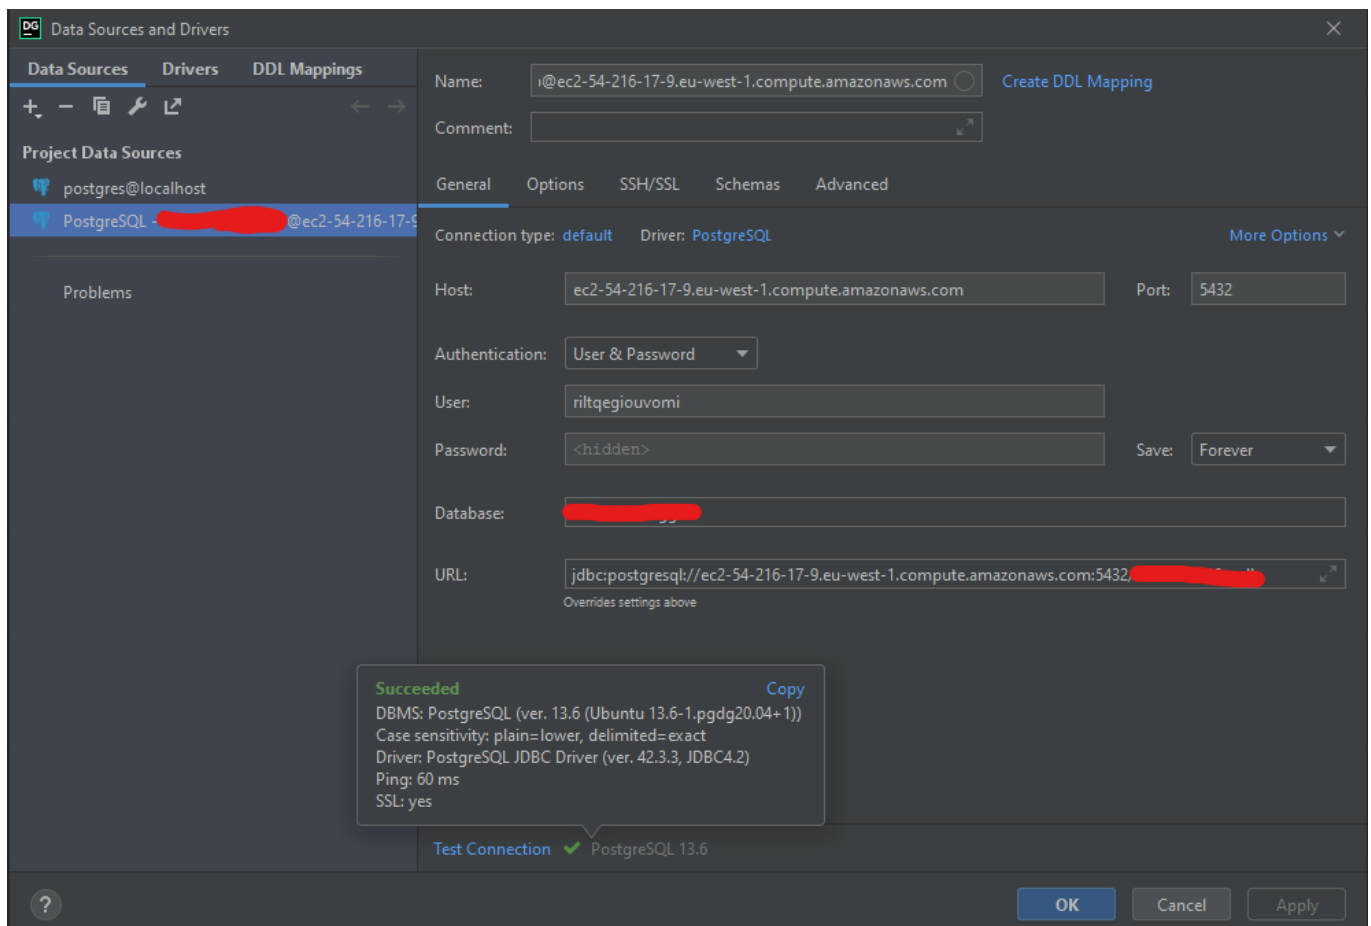 DG Data Sources and Drivers
Data Sources Drivers DDL Mappings
Project Data Sources
postgres@localhost
PostgreSQL - @ec2-54-216-17-9
Problems
Name: @ec2-54-216-17-9.eu-west-1.compute.amazonaws.com Create DDL Mapping
Comment:
General Options SSH/SSL Schemas Advanced
Connection type: default Driver: PostgreSQL More Options
Host: ec2-54-216-17-9.eu-west-1.compute.amazonaws.com Port: 5432
Authentication: User & Password
User: riltqegiouvomi
Password: <hidden> Save: Forever
Database:
URL: jdbc:postgresql://ec2-54-216-17-9.eu-west-1.compute.amazonaws.com:5432/
Overrides settings above
Succeeded Copy
DBMS: PostgreSQL (ver. 13.6 (Ubuntu 13.6-1.pgdg20.04+1))
Case sensitivity: plain=lower, delimited=exact
Driver: PostgreSQL JDBC Driver (ver. 42.3.3, JDBC4.2)
Ping: 60 ms
SSL: yes
Test Connection PostgreSQL 13.6
? OK Cancel Apply